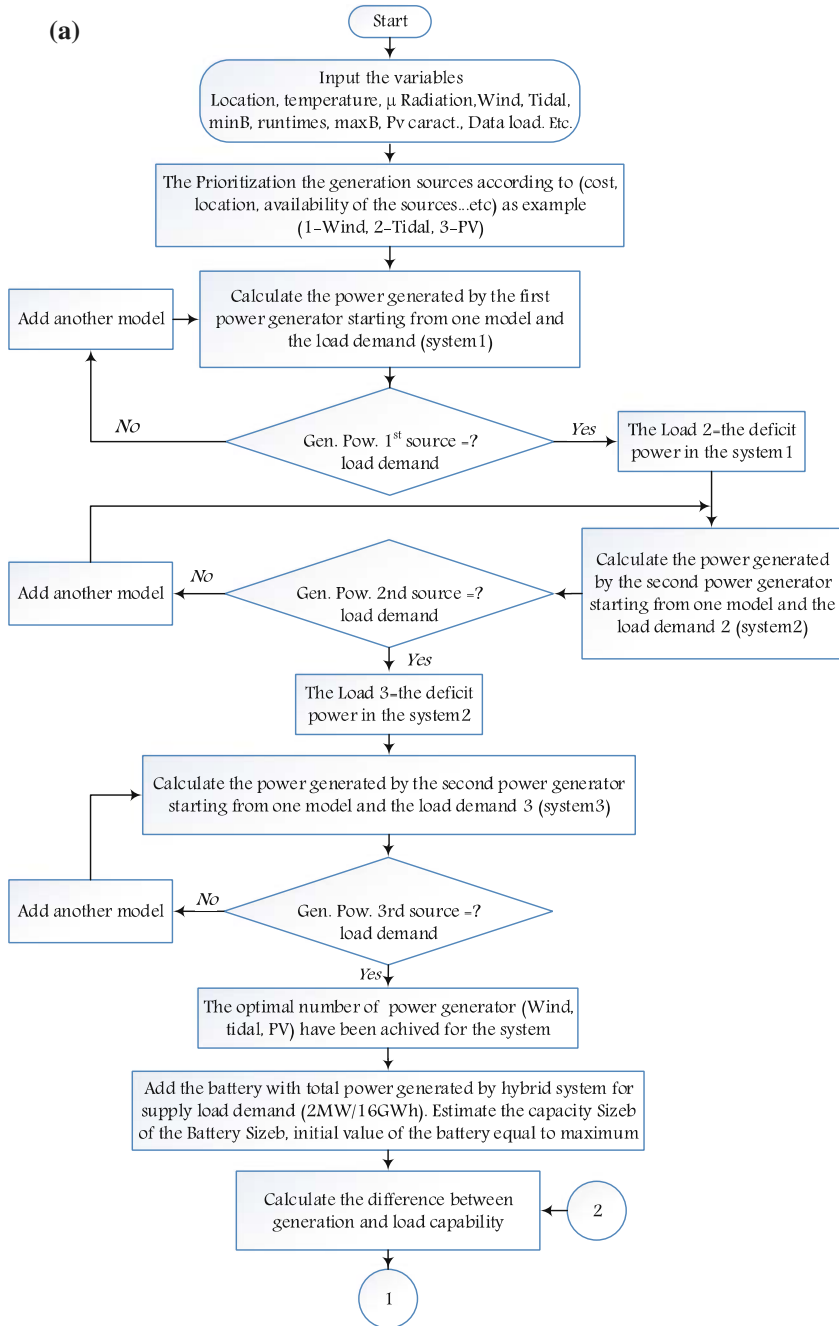 (a)
Start
Input the variables
Location, temperature, µ Radiation,Wind, Tidal,
minB, runtimes, maxB, Pv caract., Data load. Etc.
The Prioritization the generation sources according to (cost,
location, availability of the sources...etc) as example
(1-Wind, 2-Tidal, 3-PV)
Add another model
Calculate the power generated by the first
power generator starting from one model and
the load demand (system1)
No
Gen. Pow. 1st source =?
load demand
Yes
The Load 2=the deficit
power in the system1
Calculate the power generated
by the second power generator
starting from one model and the
load demand 2 (system2)
Gen. Pow. 2nd source =?
load demand
No
Add another model
Yes
The Load 3=the deficit
power in the system2
Calculate the power generated by the second power generator
starting from one model and the load demand 3 (system3)
Gen. Pow. 3rd source =?
load demand
No
Add another model
Yes
The optimal number of power generator (Wind,
tidal, PV) have been achived for the system
Add the battery with total power generated by hybrid system for
supply load demand (2MW/16GWh). Estimate the capacity Sizeb
of the Battery Sizeb, initial value of the battery equal to maximum
Calculate the difference between
generation and load capability
2
1